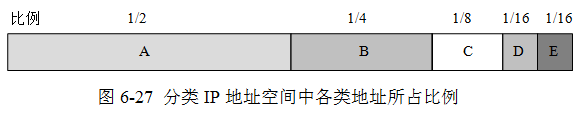 比例 1/2 1/4 1/8 1/16 1/16
A B C D E
图 6-27 分类 IP 地址空间中各类地址所占比例